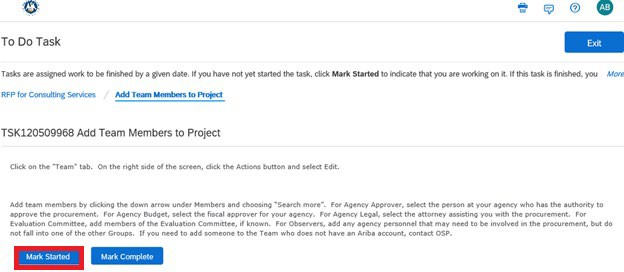 AB
To Do Task
Exit
Tasks are assigned work to be finished by a given date. If you have not yet started the task, click Mark Started to indicate that you are working on it. If this task is finished, you More
RFP for Consulting Services / Add Team Members to Project
TSK120509968 Add Team Members to Project
Click on the "Team" tab. On the right side of the screen, click the Actions button and select Edit.
Add team members by clicking the down arrow under Members and choosing "Search more". For Agency Approver, select the person at your agency who has the authority to
approve the procurement. For Agency Budget, select the fiscal approver for your agency. For Agency Legal, select the attorney assisting you with the procurement. For
Evaluation Committee, add members of the Evaluation Committee, if known. For Observers, add any agency personnel that may need to be involved in the procurement, but do
not fall into one of the other Groups. If you need to add someone to the Team who does not have an Ariba account, contact OSP.
Mark Started Mark Complete